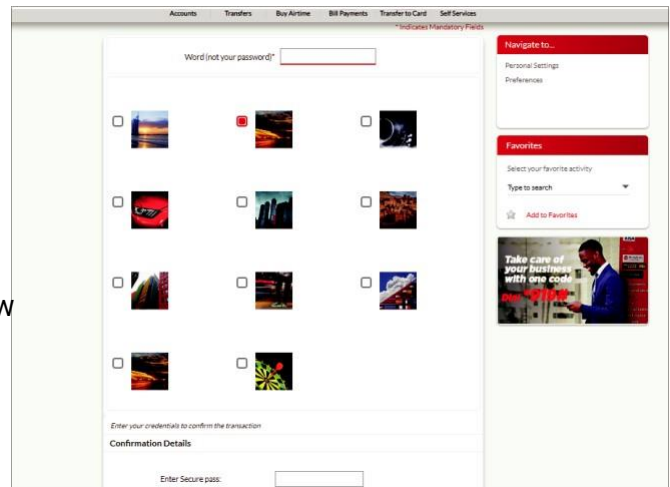 Accounts Transfers Buy Airtime Bill Payments Transfer to Card Self Services
* Indicates Mandatory Fields
Word (not your password)*
Navigate to...
Personal Settings
Preferences
Favorites
Select your favorite activity
Type to search
Add to Favorites
Take care of
your business
with one code
*919#
w
Enter your credentials to confirm the transaction
Confirmation Details
Enter Secure pass: